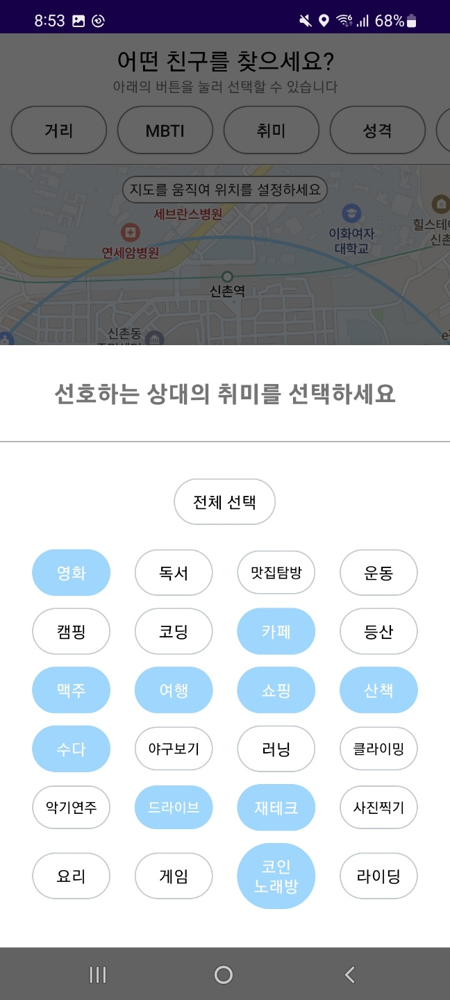 8:53
68%
어떤 친구를 찾으세요?
아래의 버튼을 눌러 선택할 수 있습니다
거리 MBTI 취미 성격
지도를 움직여 위치를 설정하세요
세브란스병원
연세암병원
이화여자
대학교
힐스테이
신촌
신촌역
신촌동
선호하는 상대의 취미를 선택하세요
전체 선택
영화 독서 맛집탐방 운동
캠핑 코딩 카페 등산
맥주 여행 쇼핑 산책
수다 야구보기 러닝 클라이밍
악기연주 드라이브 재테크 사진찍기
요리 게임 코인
노래방 라이딩